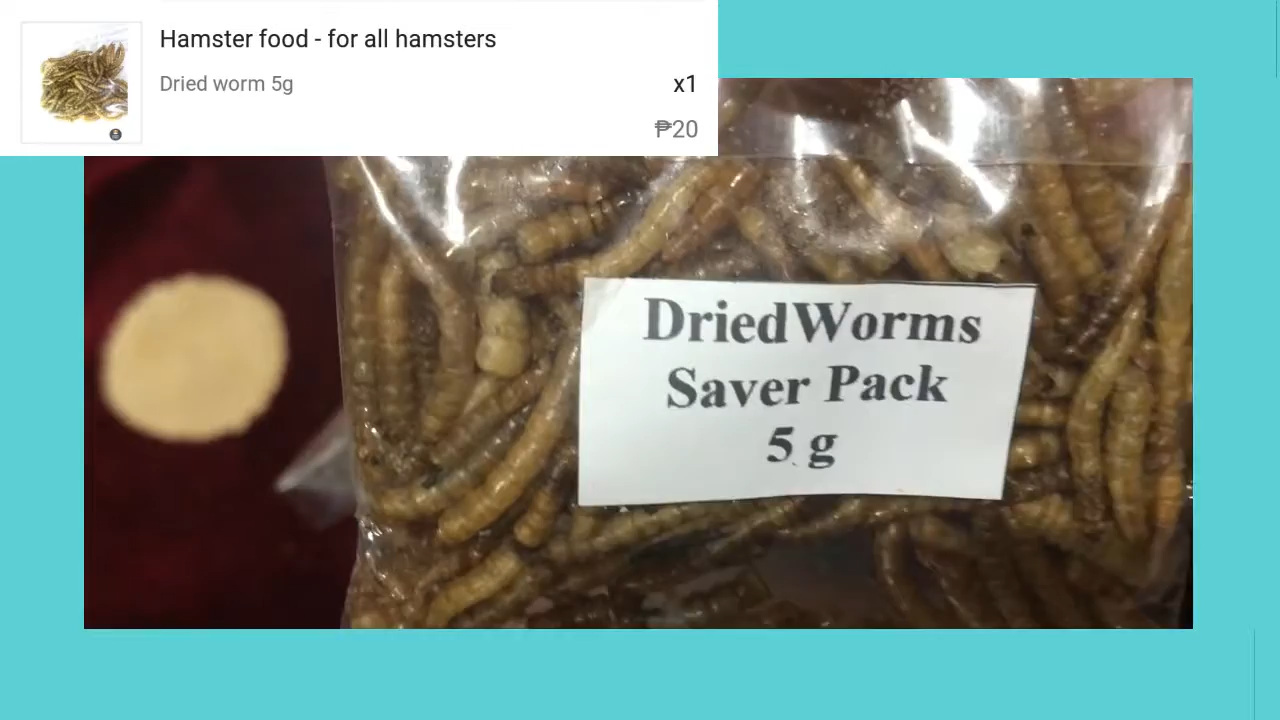 Hamster food - for all hamsters
Dried worm 5g
x1
₱20
DriedWorms
Saver Pack
5 g